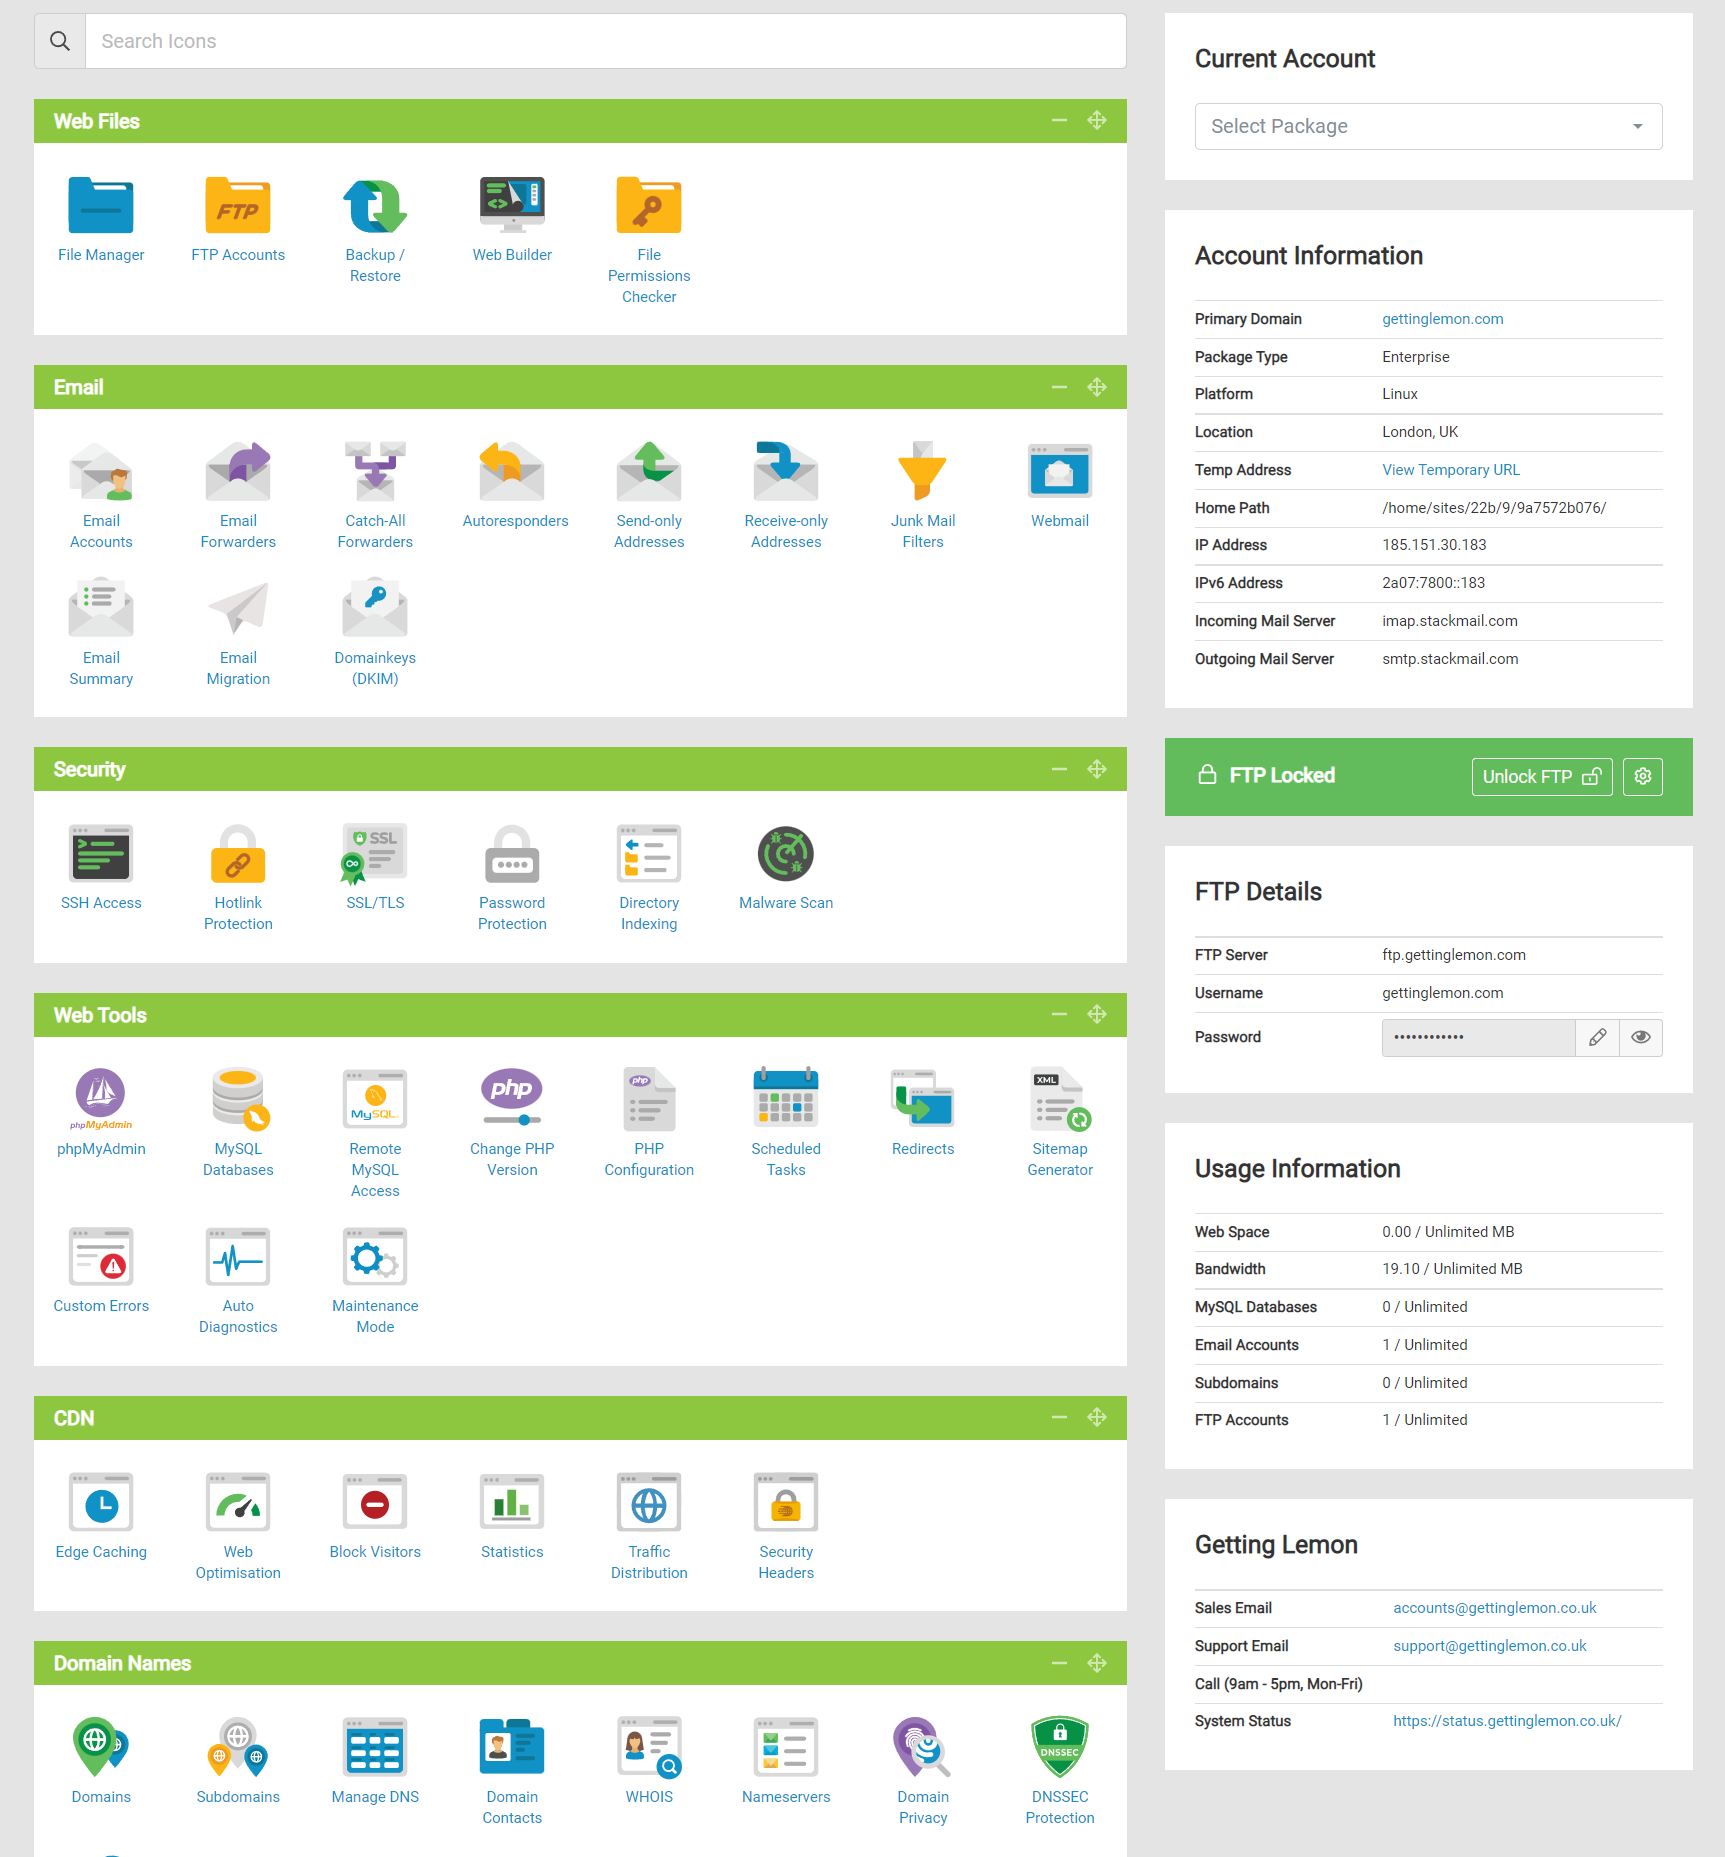 Search Icons
Web Files
FTP
File Manager
FTP Accounts
Backup /
Restore
Web Builder
File
Permissions
Checker
Email
Email
Accounts
Email
Forwarders
Catch-All
Forwarders
Autoresponders
Send-only
Addresses
Receive-only
Addresses
Junk Mail
Filters
Webmail
Email
Summary
Email
Migration
Domainkeys
(DKIM)
Security
SSL
SSH Access
Hotlink
Protection
SSL/TLS
Password
Protection
Directory
Indexing
Malware Scan
Web Tools
phpMyAdmin
MySQL
php
php
XML
phpMyAdmin
MySQL
Databases
Remote
MySQL
Access
Change PHP
Version
PHP
Configuration
Scheduled
Tasks
Redirects
Sitemap
Generator
Custom Errors
Auto
Diagnostics
Maintenance
Mode
CDN
Edge Caching
Web
Optimisation
Block Visitors
Statistics
Traffic
Distribution
Security
Headers
Domain Names
DNSSEC
Domains
Subdomains
Manage DNS
Domain
Contacts
WHOIS
Nameservers
Domain
Privacy
DNSSEC
Protection
Current Account
Select Package
Account Information
Primary Domain gettinglemon.com
Package Type Enterprise
Platform Linux
Location London, UK
Temp Address View Temporary URL
Home Path /home/sites/22b/9/9a7572b076/
IP Address 185.151.30.183
IPv6 Address 2a07:7800::183
Incoming Mail Server imap.stackmail.com
Outgoing Mail Server smtp.stackmail.com
FTP Locked Unlock FTP
FTP Details
FTP Server ftp.gettinglemon.com
Username gettinglemon.com
Password ••••••••••••
Usage Information
Web Space 0.00 / Unlimited MB
Bandwidth 19.10 / Unlimited MB
MySQL Databases 0 / Unlimited
Email Accounts 1 / Unlimited
Subdomains 0 / Unlimited
FTP Accounts 1 / Unlimited
Getting Lemon
Sales Email accounts@gettinglemon.co.uk
Support Email support@gettinglemon.co.uk
Call (9am - 5pm, Mon-Fri)
System Status https://status.gettinglemon.co.uk/